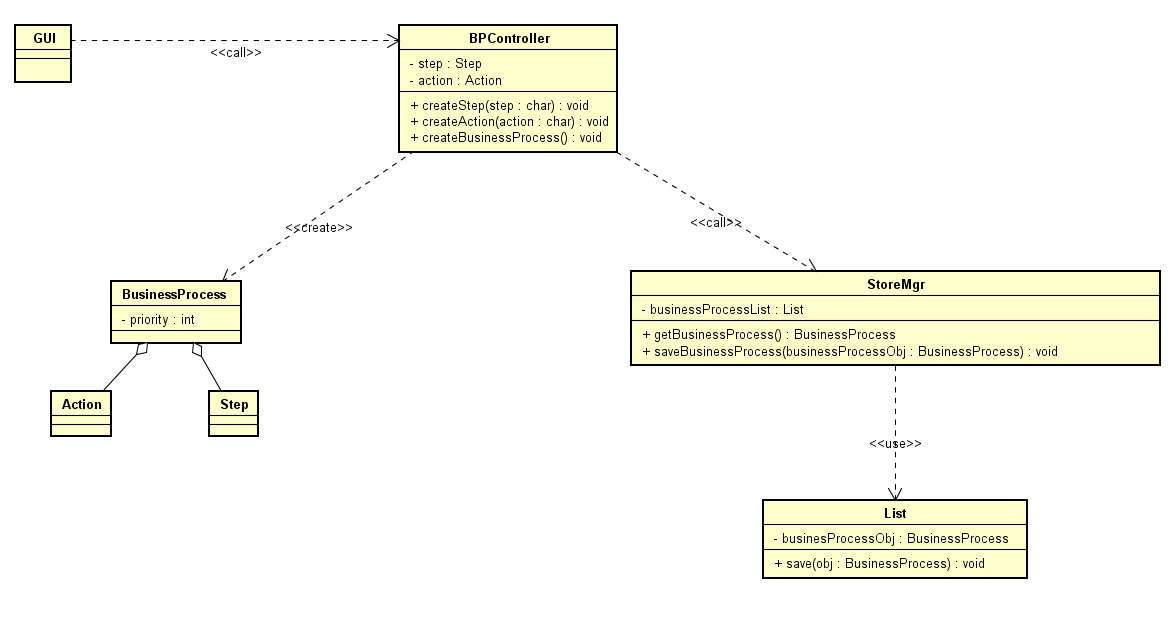 GUI
<<call>>
BPController
- step : Step
- action : Action
+ createStep(step : char) : void
+ createAction(action : char) : void
+ createBusinessProcess() : void
<<create>>
<<call>>
BusinessProcess
- priority : int
Action
Step
StoreMgr
- businessProcessList : List
+ getBusinessProcess() : BusinessProcess
+ saveBusinessProcess(businessProcessObj : BusinessProcess) : void
<<use>>
List
- businesProcessObj : BusinessProcess
+ save(obj : BusinessProcess) : void